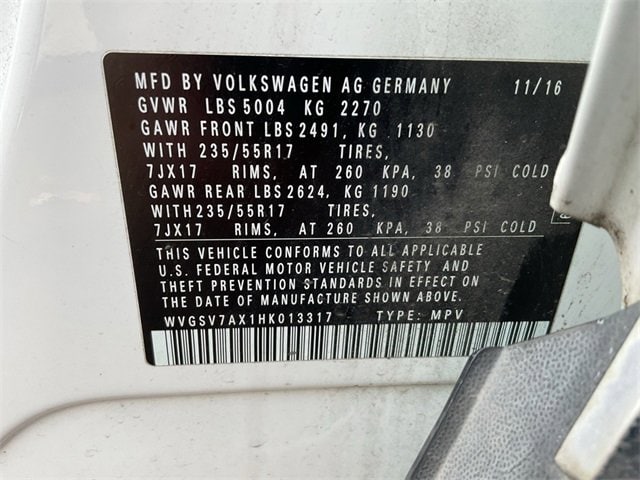 MFD BY VOLKSWAGEN AG GERMANY 11/16
GVWR LBS 5004 KG 2270
GAWR FRONT LBS 2491, KG 1130
WITH 235/55R17 TIRES,
7JX17 RIMS, AT 260 KPA, 38 PSI COLD
GAWR REAR LBS 2624, KG 1190
WITH 235/55R17 TIRES,
7JX17 RIMS, AT 260 KPA, 38 PSI COLD
THIS VEHICLE CONFORMS TO ALL APPLICABLE
U.S. FEDERAL MOTOR VEHICLE SAFETY AND
THEFT PREVENTION STANDARDS IN EFFECT ON
THE DATE OF MANUFACTURE SHOWN ABOVE.
WVGSV7AX1HK013317 TYPE: MPV